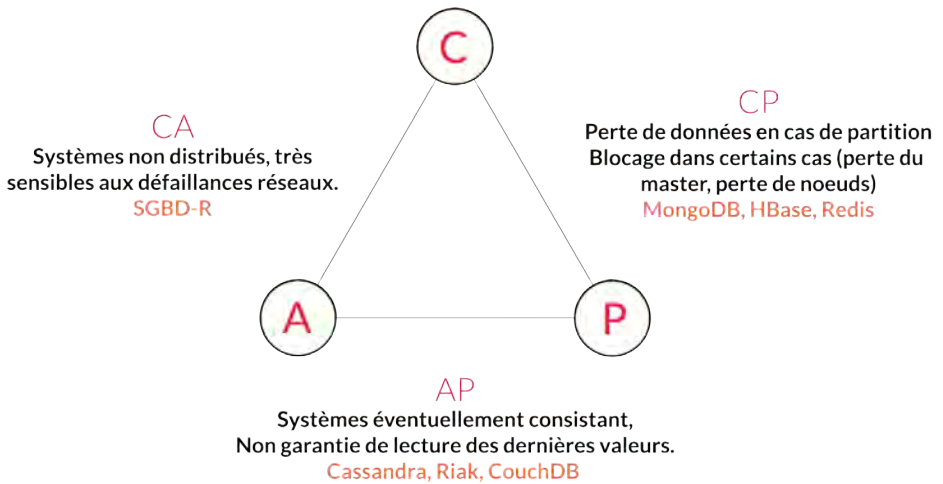 C
CA
Systèmes non distribués, très
sensibles aux défaillances réseaux.
SGBD-R
CP
Perte de données en cas de partition
Blocage dans certains cas (perte du
master, perte de noeuds)
MongoDB, HBase, Redis
A
P
AP
Systèmes éventuellement consistant,
Non garantie de lecture des dernières valeurs.
Cassandra, Riak, CouchDB